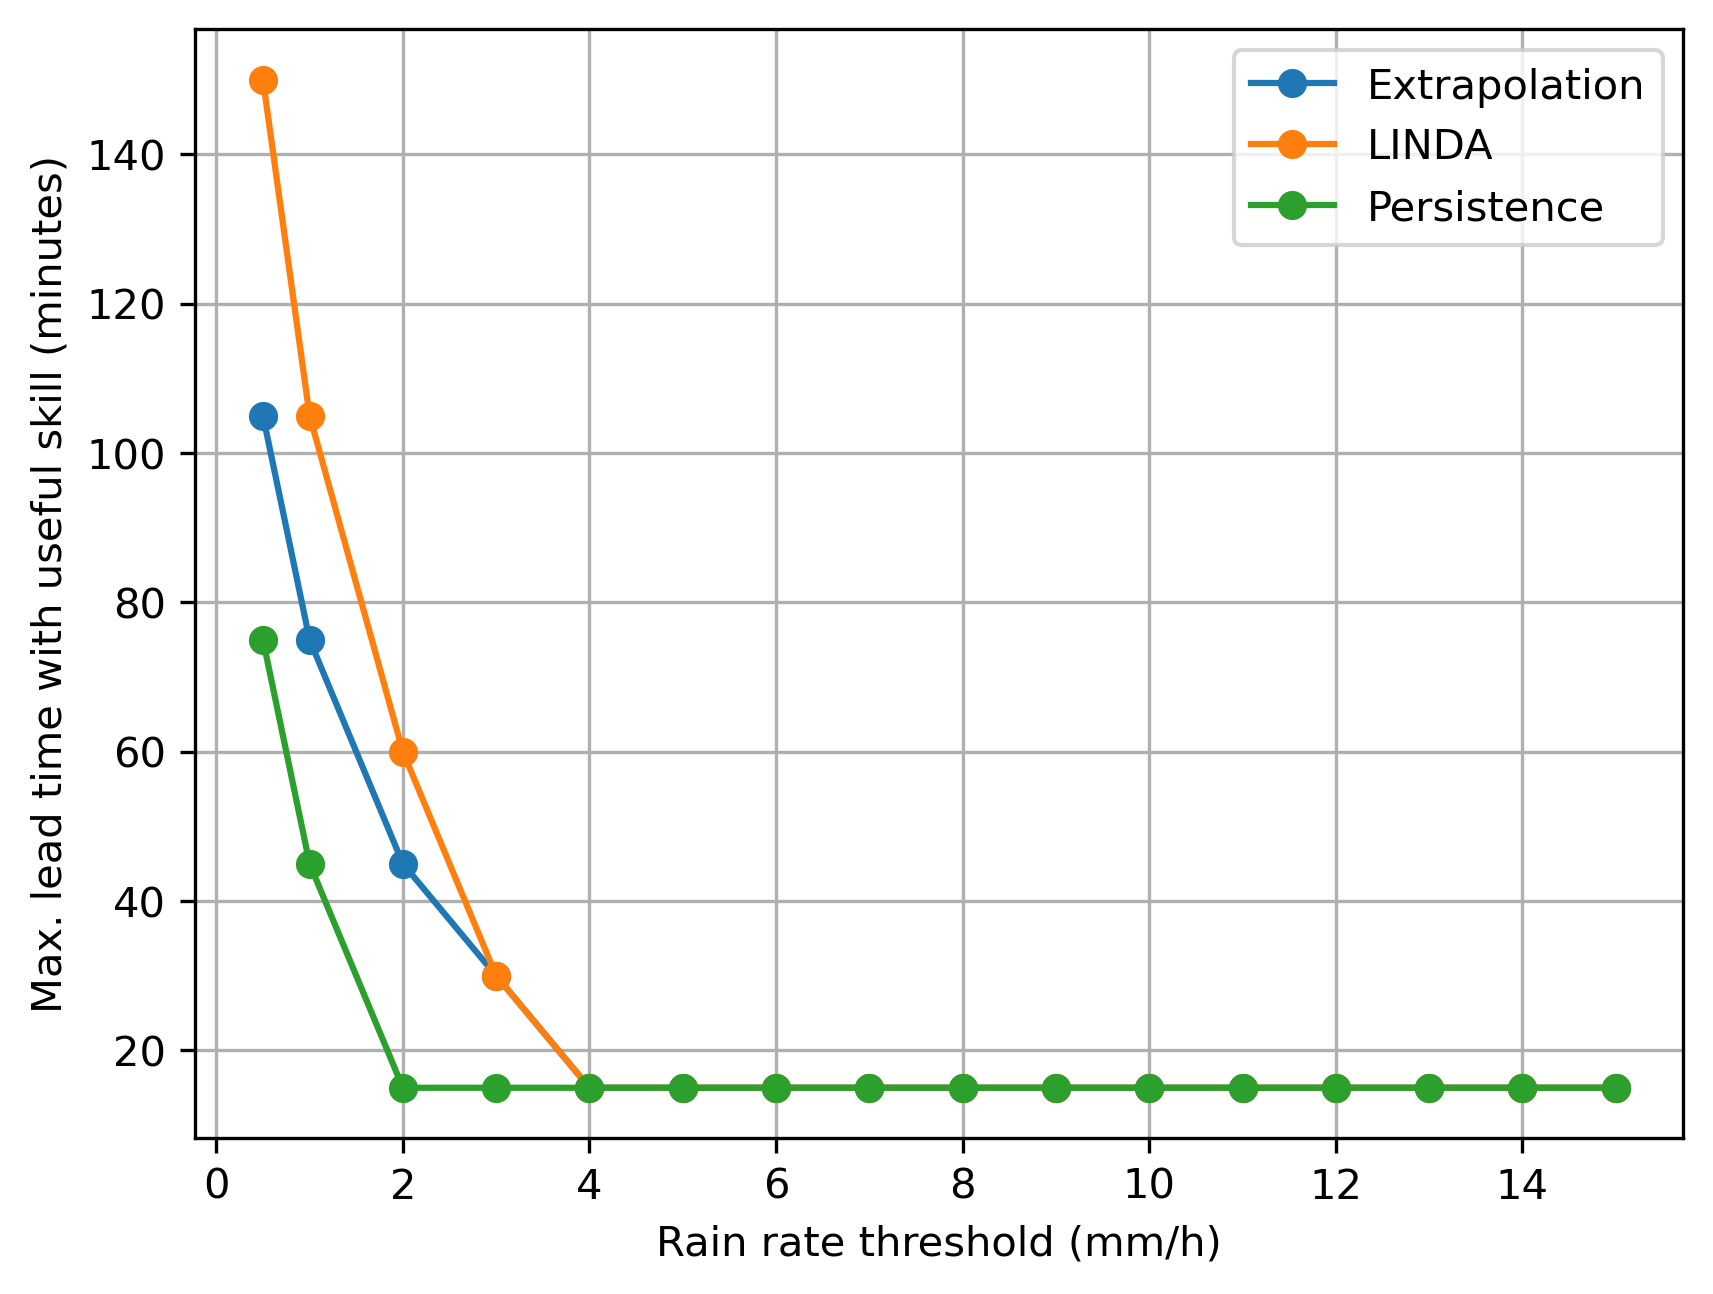 Extrapolation
LINDA
Persistence
Max. lead time with useful skill (minutes)
140
120
100
80
60
40
20
0 2 4 6 8 10 12 14
Rain rate threshold (mm/h)